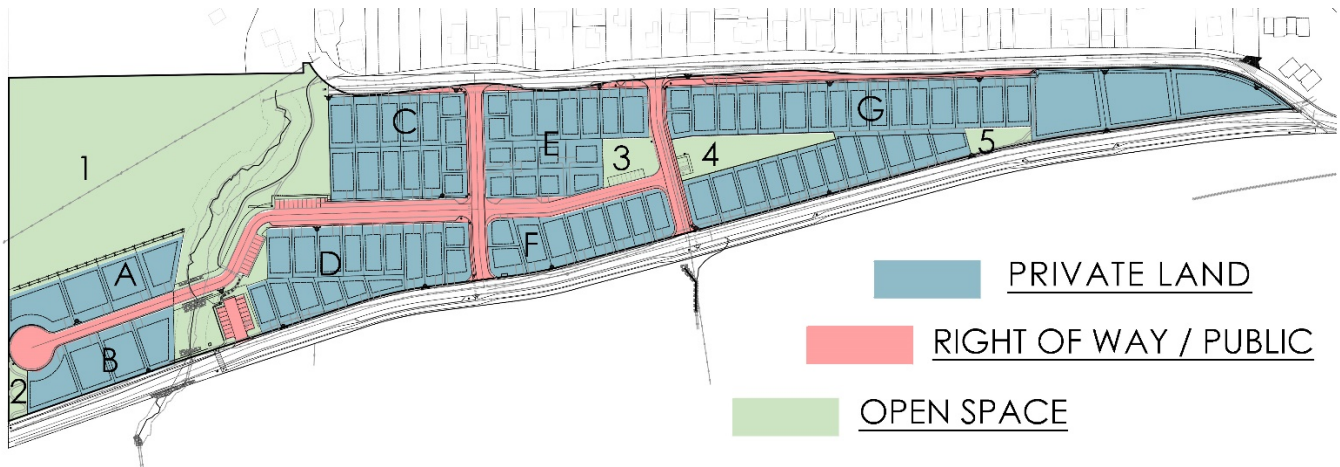 C
E
G
1
3
4
5
A
D
F
B
2
PRIVATE LAND
RIGHT OF WAY / PUBLIC
OPEN SPACE